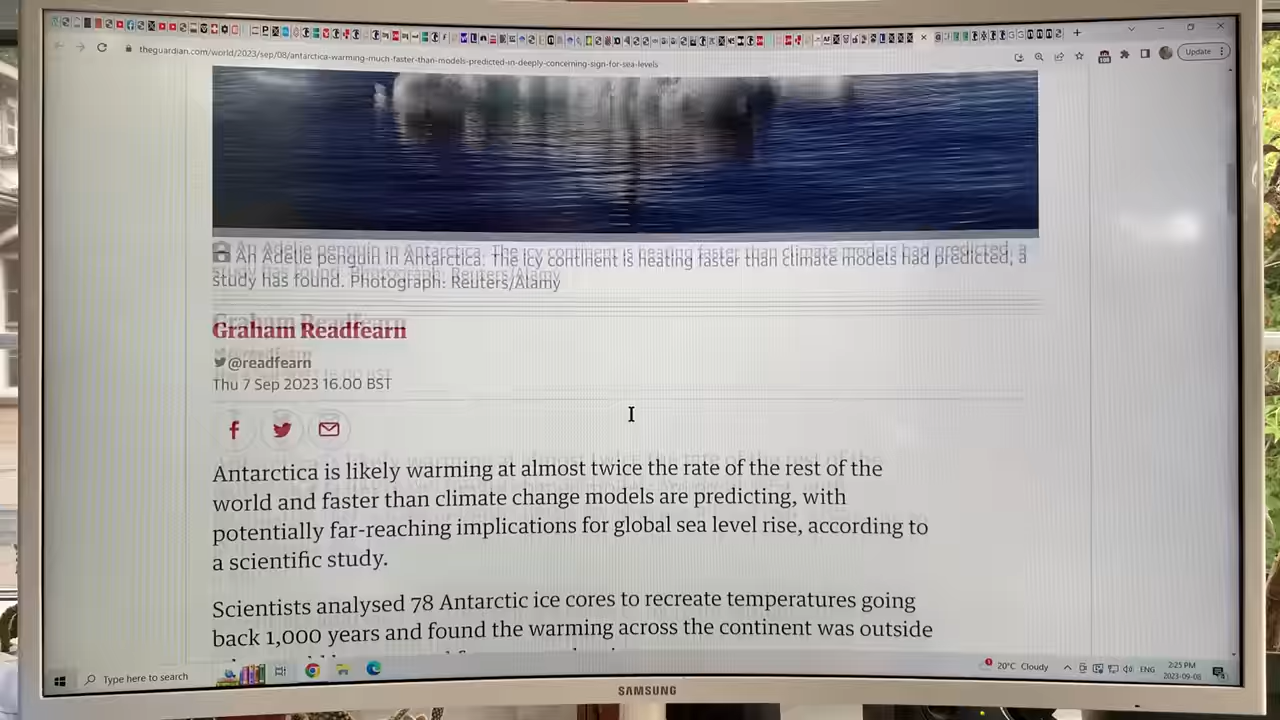 theguardian.com/world/2023/sep/08/antarctica-warming-much-faster-than-models-predicted-in-deeply-concerning-sign-for-sea-levels
Update
An Adelie penguin in Antarctica. The icy continent is heating faster than climate models had predicted, a
study has found. Photograph: Reuters/Alamy
Graham Readfearn
@readfearn
Thu 7 Sep 2023 16.00 BST
Antarctica is likely warming at almost twice the rate of the rest of the
world and faster than climate change models are predicting, with
potentially far-reaching implications for global sea level rise, according to
a scientific study.
Scientists analysed 78 Antarctic ice cores to recreate temperatures going
back 1,000 years and found the warming across the continent was outside
Type here to search
20°C Cloudy
ENG
2:25 PM
2023-09-08
SAMSUNG